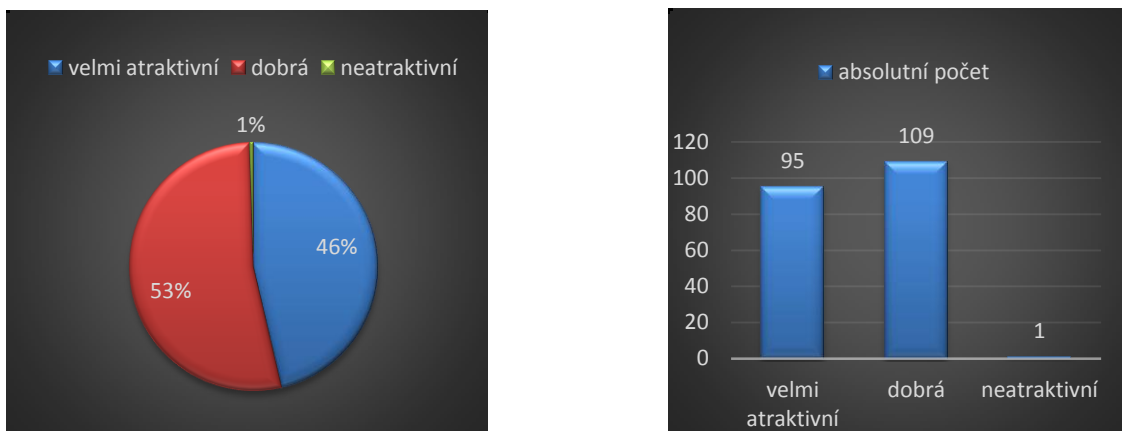 velmi atraktivní dobrá neatraktivní
1%
46%
53%
absolutní počet
120
100
80
60
40
20
0
95
109
1
velmi
atraktivní
dobrá
neatraktivní